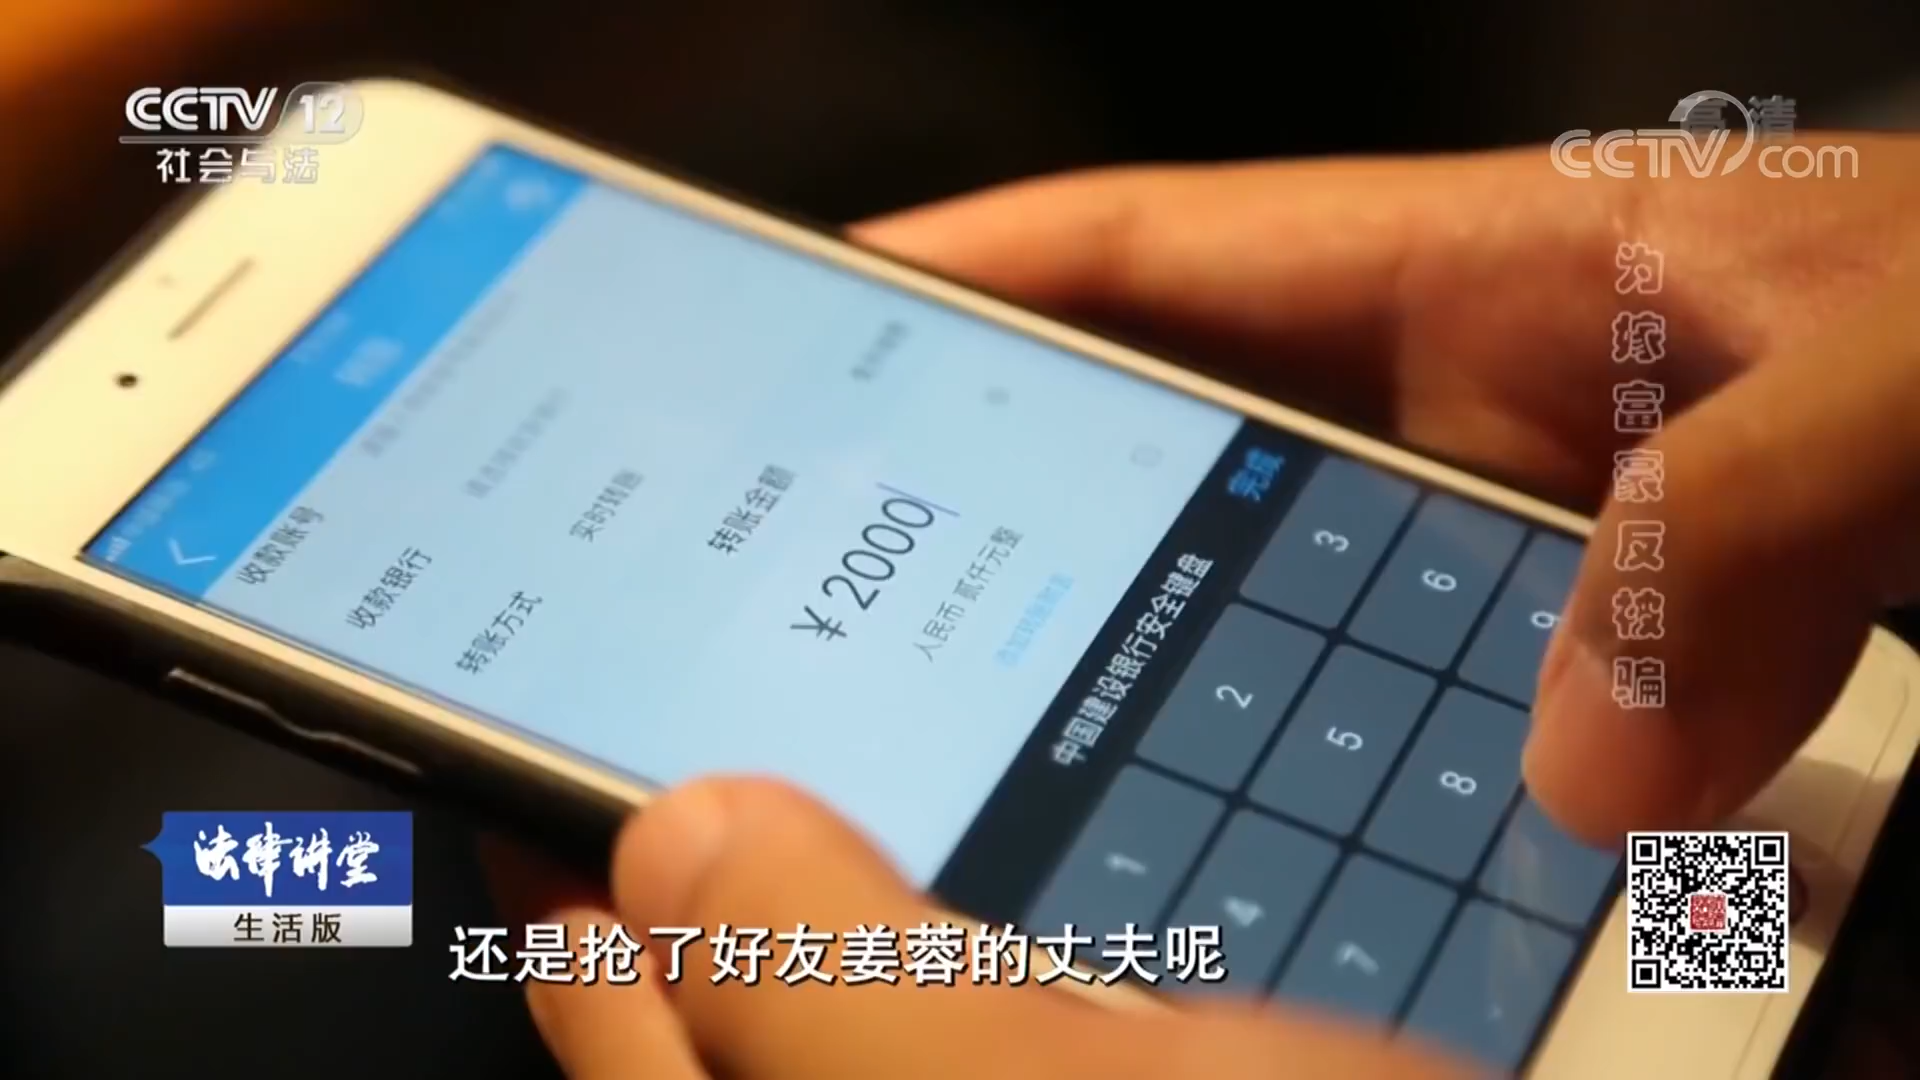 CCTV 12
社会与法
高清
CCTV com
为嫁富豪反被骗
收款账号
收款银行
转账方式
实时转账
转账金额
￥2000
人民币 贰仟元整
中国建设银行安全键盘
完成
3
6
9
2
5
8
1
4
7
法律讲堂
生活版
还是抢了好友姜蓉的丈夫呢